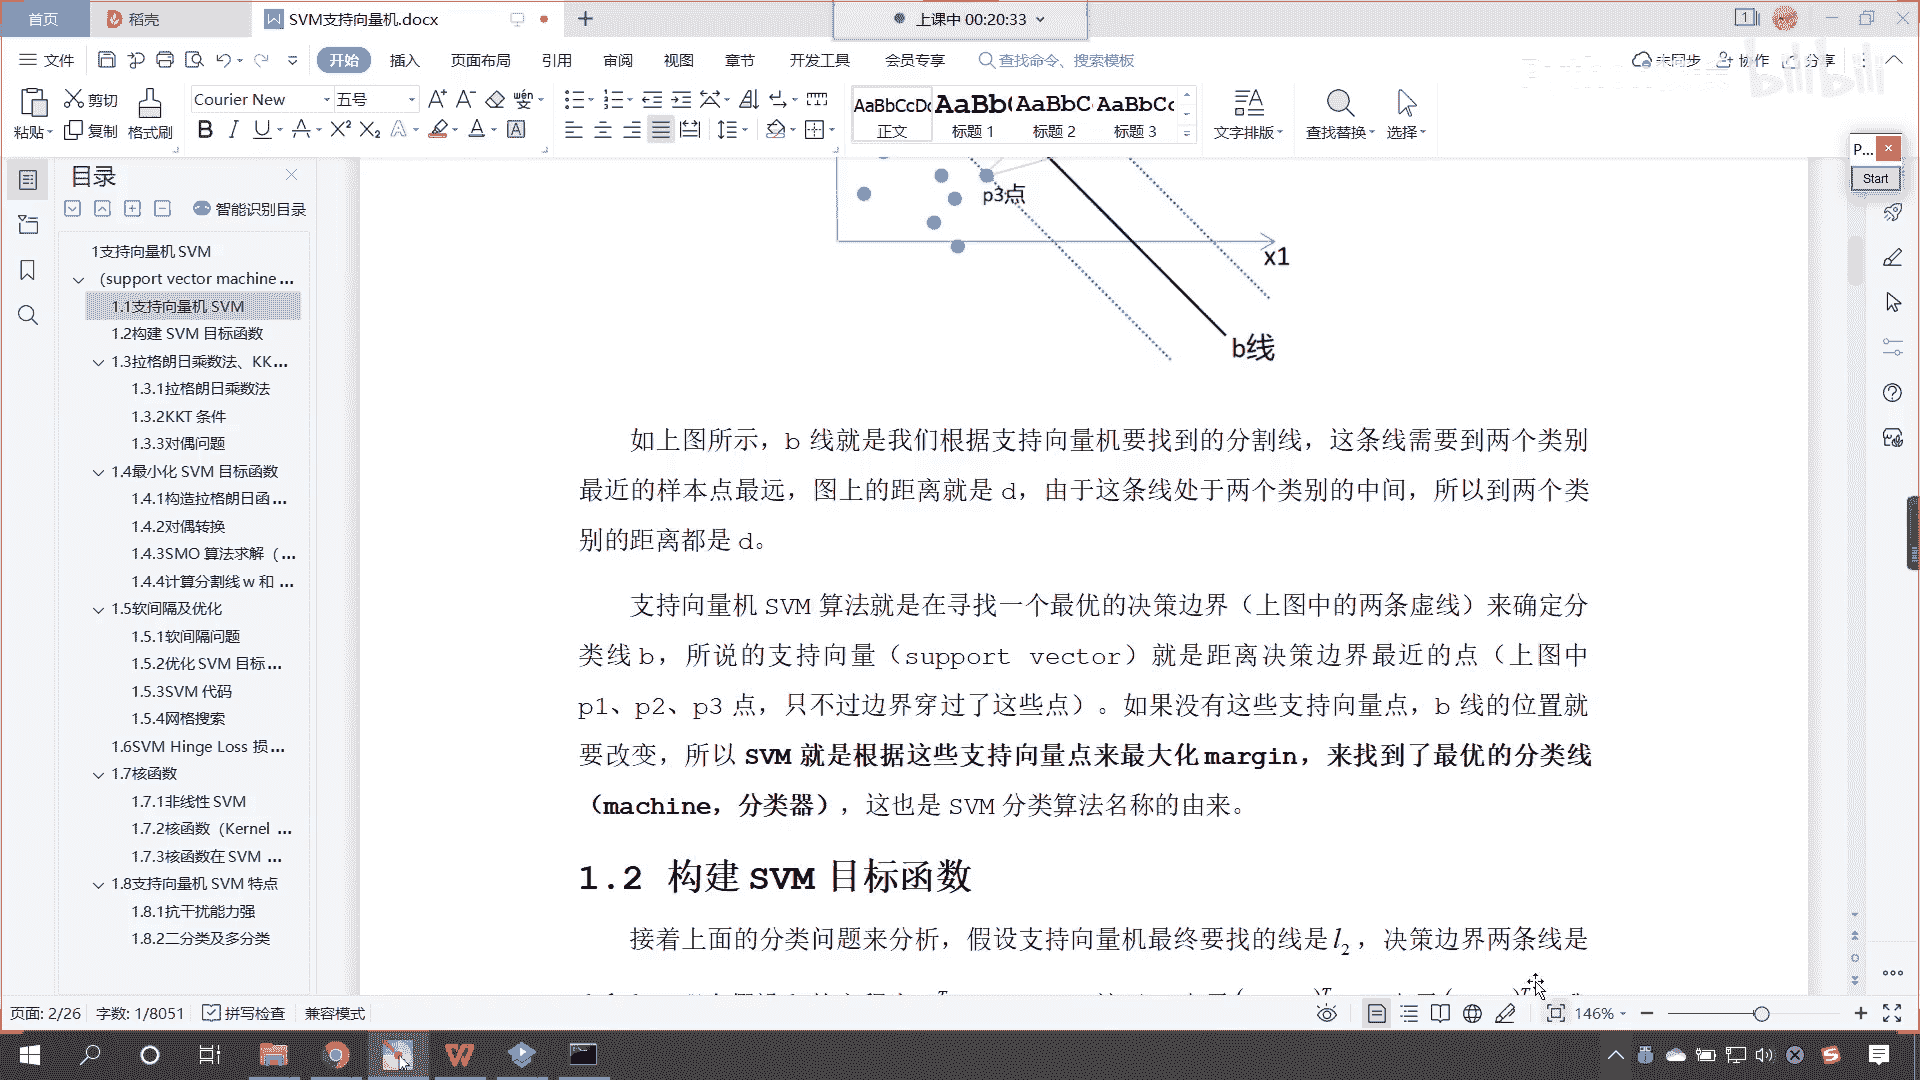 首页
稻壳
SVM支持向量机.docx
上课中 00:20:33
1
文件
开始
插入
页面布局
引用
审阅
视图
章节
开发工具
会员专享
查找命令、搜索模板
未同步
协作
分享
bilibili
粘贴
剪切
复制
格式刷
Courier New
五号
AaBbCcDd
正文
AaBb(
标题 1
AaBbC
标题 2
AaBbCc
标题 3
文字排版
查找替换
选择
P...
Start
目录
智能识别目录
1支持向量机 SVM
（support vector machine ...
1.1支持向量机 SVM
1.2构建 SVM 目标函数
1.3拉格朗日乘数法、KK...
1.3.1拉格朗日乘数法
1.3.2KKT 条件
1.3.3对偶问题
1.4最小化 SVM 目标函数
1.4.1构造拉格朗日函 ...
1.4.2对偶转换
1.4.3SMO 算法求解（ ...
1.4.4计算分割线 w 和 ...
1.5软间隔及优化
1.5.1软间隔问题
1.5.2优化 SVM 目标...
1.5.3SVM 代码
1.5.4网格搜索
1.6SVM Hinge Loss 损...
1.7核函数
1.7.1非线性 SVM
1.7.2核函数（Kernel ...
1.7.3核函数在 SVM ...
1.8支持向量机 SVM 特点
1.8.1抗干扰能力强
1.8.2二分类及多分类
p3点
x1
b线
如上图所示，b 线就是我们根据支持向量机要找到的分割线，这条线需要到两个类别
最近的样本点最远，图上的距离就是 d，由于这条线处于两个类别的中间，所以到两个类
别的距离都是 d。
支持向量机 SVM 算法就是在寻找一个最优的决策边界（上图中的两条虚线）来确定分
类线 b，所说的支持向量（support vector）就是距离决策边界最近的点（上图中
p1、p2、p3 点，只不过边界穿过了这些点）。如果没有这些支持向量点，b 线的位置就
要改变，所以 SVM 就是根据这些支持向量点来最大化 margin，来找到了最优的分类线
（machine，分类器），这也是 SVM 分类算法名称的由来。
1.2 构建 SVM 目标函数
接着上面的分类问题来分析，假设支持向量机最终要找的线是 l₂，决策边界两条线是
页面: 2/26
字数: 1/8051
拼写检查
兼容模式
146%